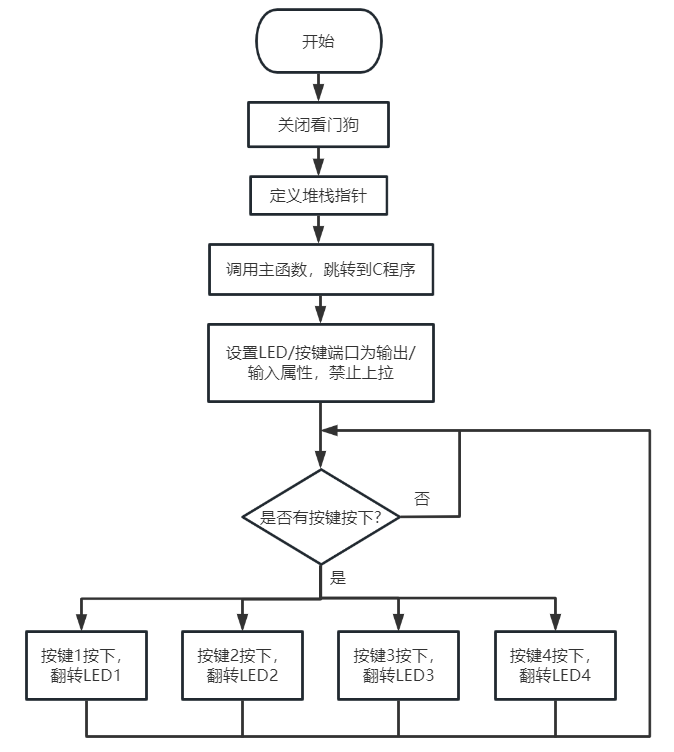 开始
关闭看门狗
定义堆栈指针
调用主函数，跳转到C程序
设置LED/按键端口为输出/
输入属性，禁止上拉
否
是否有按键按下?
是
按键1按下，
翻转LED1
按键2按下，
翻转LED2
按键3按下，
翻转LED3
按键4按下，
翻转LED4